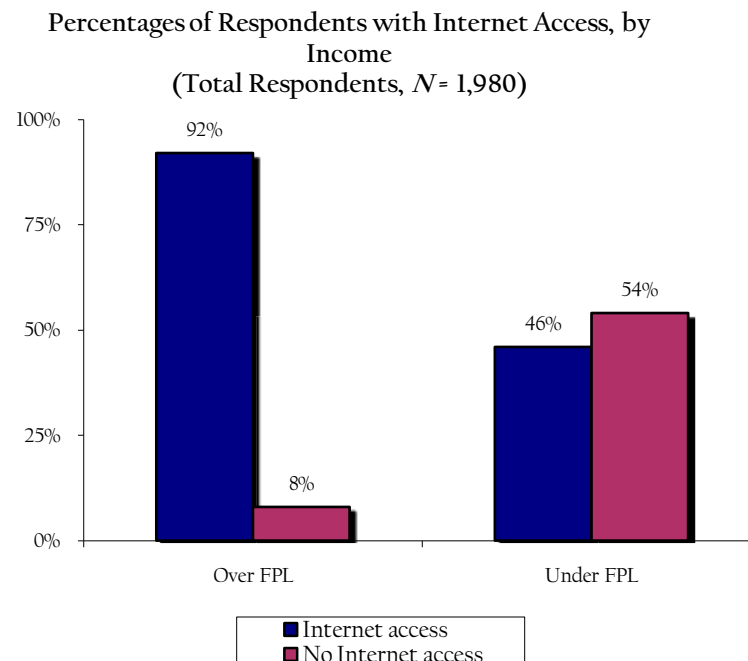 Percentages of Respondents with Internet Access, by
Income
(Total Respondents, N = 1,980)
100%
92%
75%
54%
50%
46%
25%
8%
0%
Over FPL
Under FPL
Internet access
No Internet access